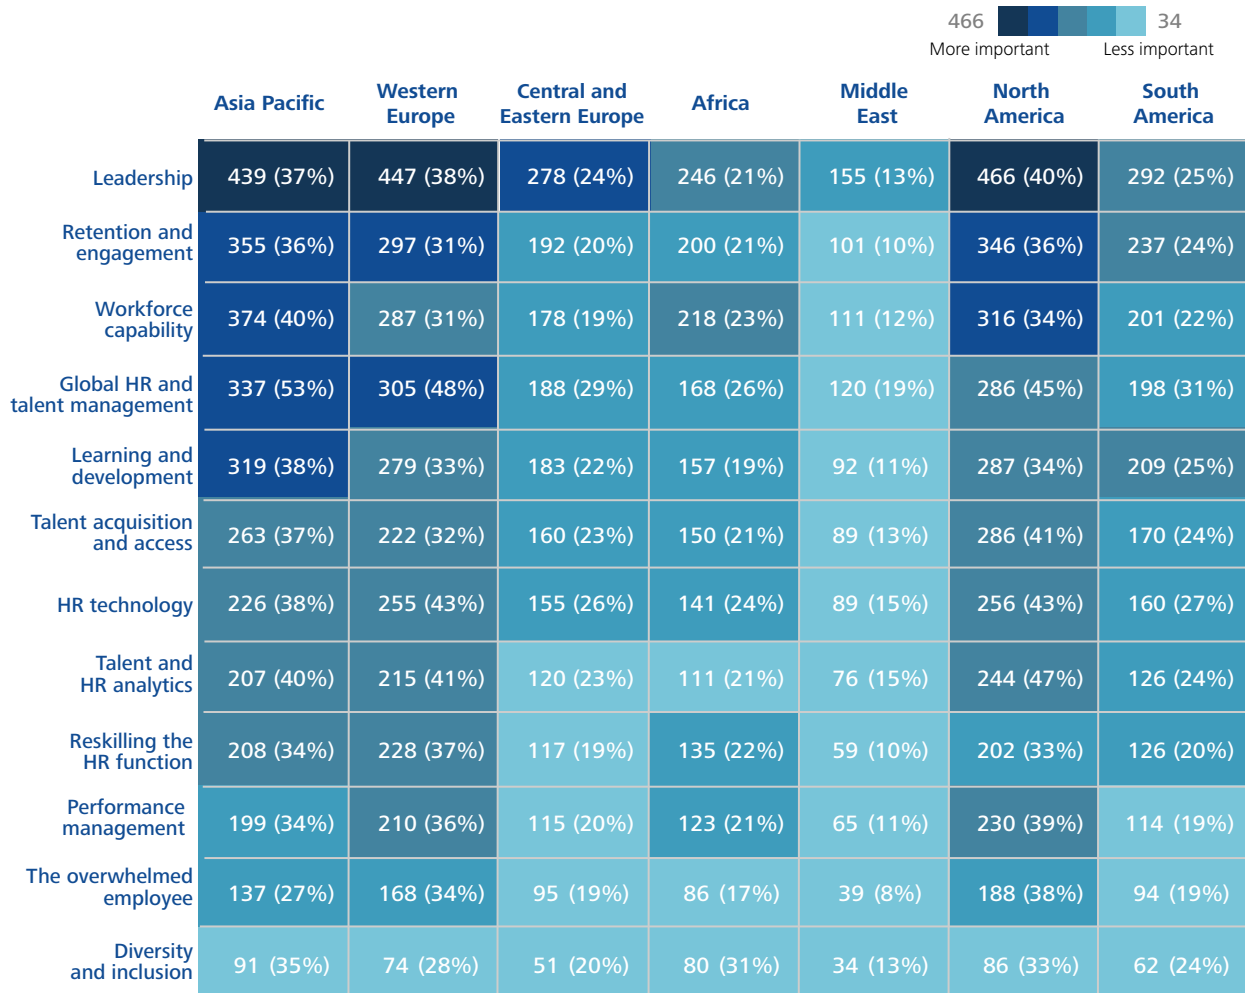 466 34
More important Less important
Asia Pacific Western Europe Central and Eastern Europe Africa Middle East North America South America
Leadership 439 (37%) 447 (38%) 278 (24%) 246 (21%) 155 (13%) 466 (40%) 292 (25%)
Retention and engagement 355 (36%) 297 (31%) 192 (20%) 200 (21%) 101 (10%) 346 (36%) 237 (24%)
Workforce capability 374 (40%) 287 (31%) 178 (19%) 218 (23%) 111 (12%) 316 (34%) 201 (22%)
Global HR and talent management 337 (53%) 305 (48%) 188 (29%) 168 (26%) 120 (19%) 286 (45%) 198 (31%)
Learning and development 319 (38%) 279 (33%) 183 (22%) 157 (19%) 92 (11%) 287 (34%) 209 (25%)
Talent acquisition and access 263 (37%) 222 (32%) 160 (23%) 150 (21%) 89 (13%) 286 (41%) 170 (24%)
HR technology 226 (38%) 255 (43%) 155 (26%) 141 (24%) 89 (15%) 256 (43%) 160 (27%)
Talent and HR analytics 207 (40%) 215 (41%) 120 (23%) 111 (21%) 76 (15%) 244 (47%) 126 (24%)
Reskilling the HR function 208 (34%) 228 (37%) 117 (19%) 135 (22%) 59 (10%) 202 (33%) 126 (20%)
Performance management 199 (34%) 210 (36%) 115 (20%) 123 (21%) 65 (11%) 230 (39%) 114 (19%)
The overwhelmed employee 137 (27%) 168 (34%) 95 (19%) 86 (17%) 39 (8%) 188 (38%) 94 (19%)
Diversity and inclusion 91 (35%) 74 (28%) 51 (20%) 80 (31%) 34 (13%) 86 (33%) 62 (24%)